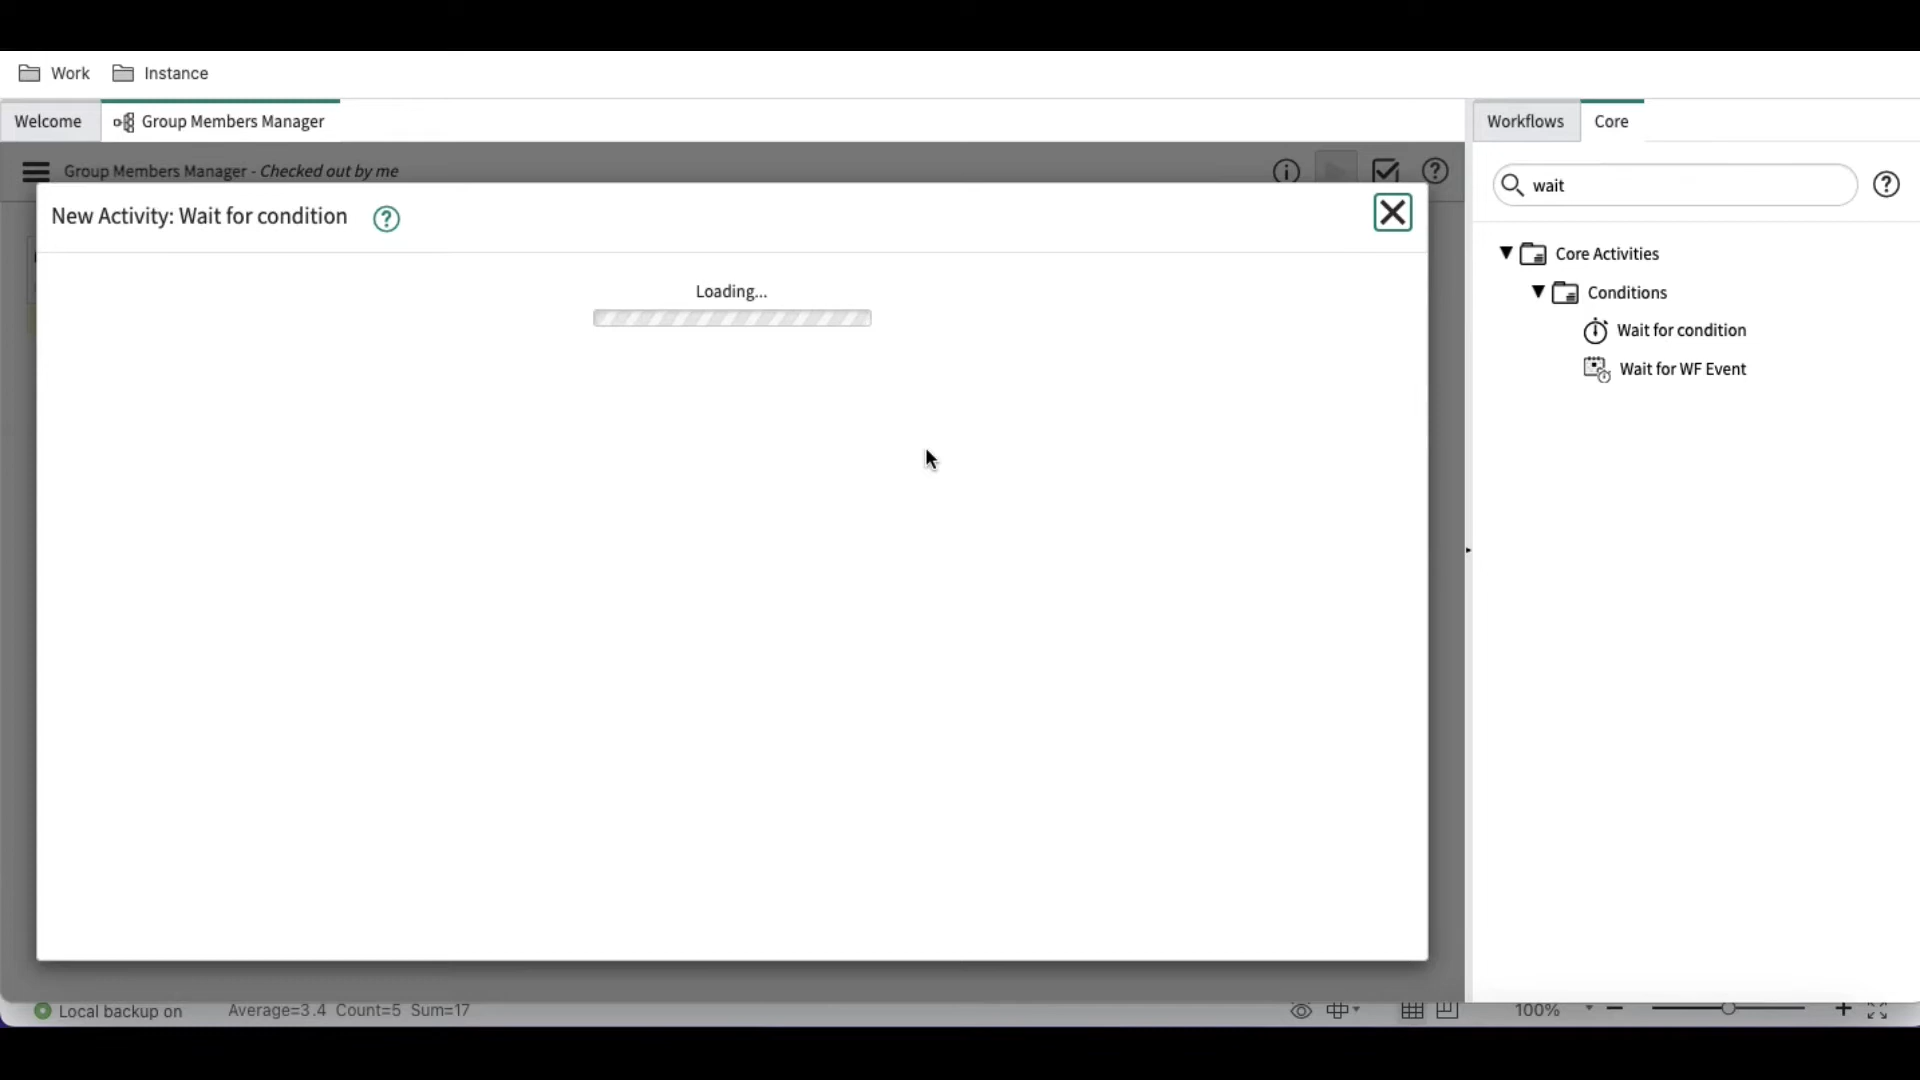 Work Instance
Welcome Group Members Manager
Workflows Core
Group Members Manager - Checked out by me
wait
New Activity: Wait for condition
Loading...
Core Activities
Conditions
Wait for condition
Wait for WF Event
Local backup on Average=3.4 Count=5 Sum=17
100%